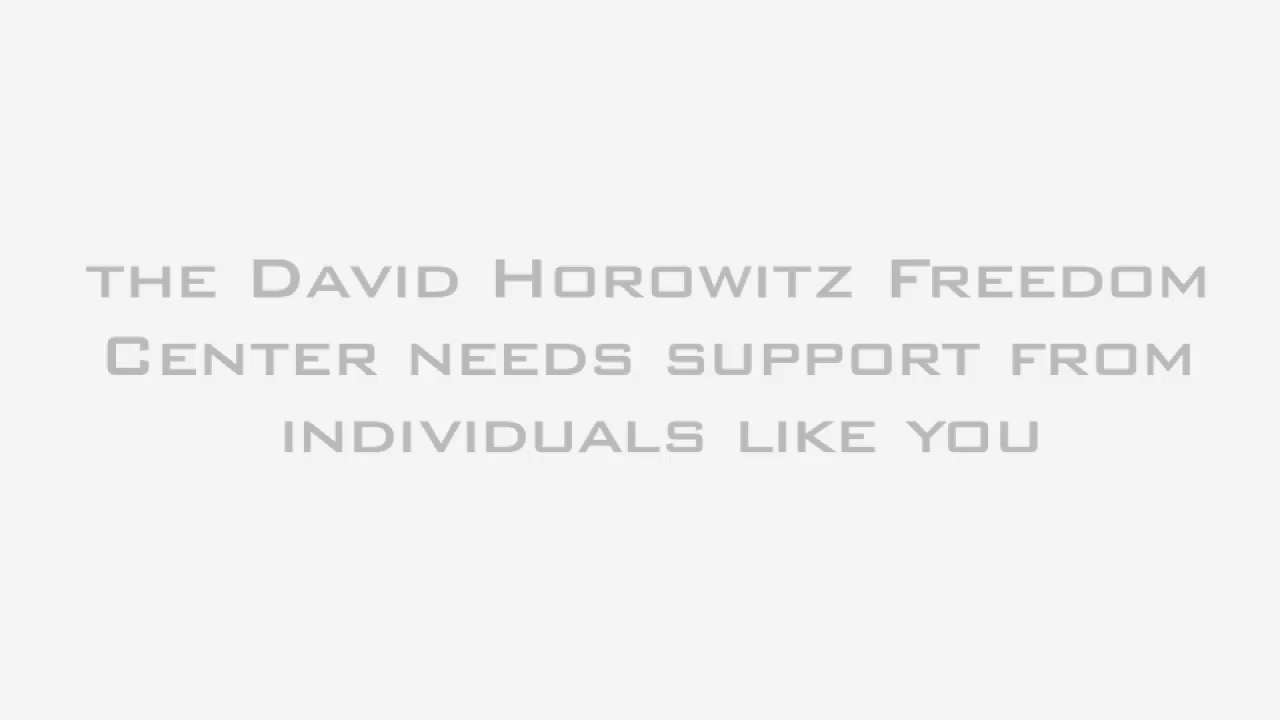 the David Horowitz Freedom
Center needs support from
individuals like you